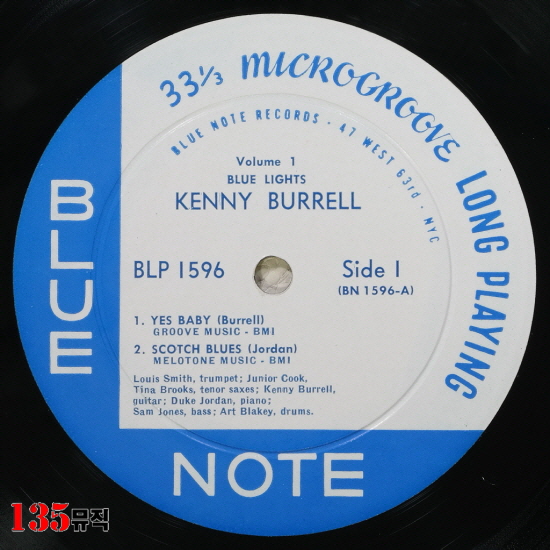 33⅓ MICROGROOVE LONG PLAYING
BLUE NOTE RECORDS · 47 WEST 63rd · NYC
Volume 1
BLUE LIGHTS
KENNY BURRELL
BLP 1596
Side 1
(BN 1596-A)
1. YES BABY (Burrell)
GROOVE MUSIC - BMI
2. SCOTCH BLUES (Jordan)
MELOTONE MUSIC - BMI
Louis Smith, trumpet; Junior Cook,
Tina Brooks, tenor saxes; Kenny Burrell,
guitar; Duke Jordan, piano;
Sam Jones, bass; Art Blakey, drums.
BLUE
NOTE
135뮤직